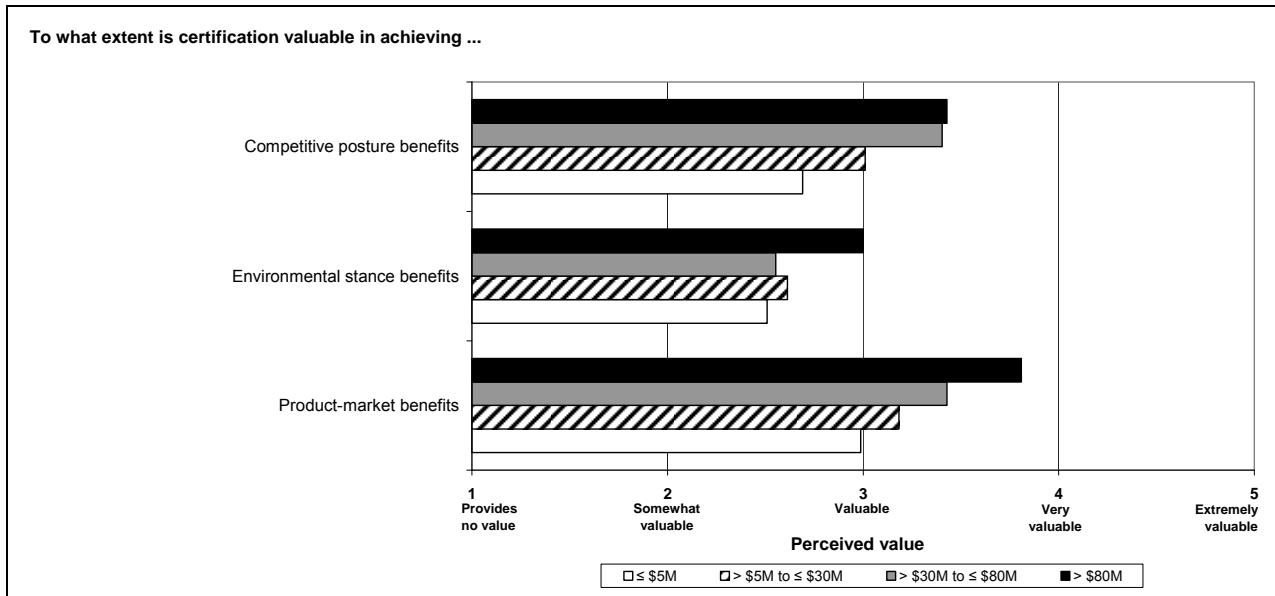 To what extent is certification valuable in achieving ...
Competitive posture benefits
Environmental stance benefits
Product-market benefits
1 2 3 4 5
Provides Somewhat Valuable Very Extremely
no value valuable valuable valuable
Perceived value
≤ $5M > $5M to ≤ $30M > $30M to ≤ $80M > $80M